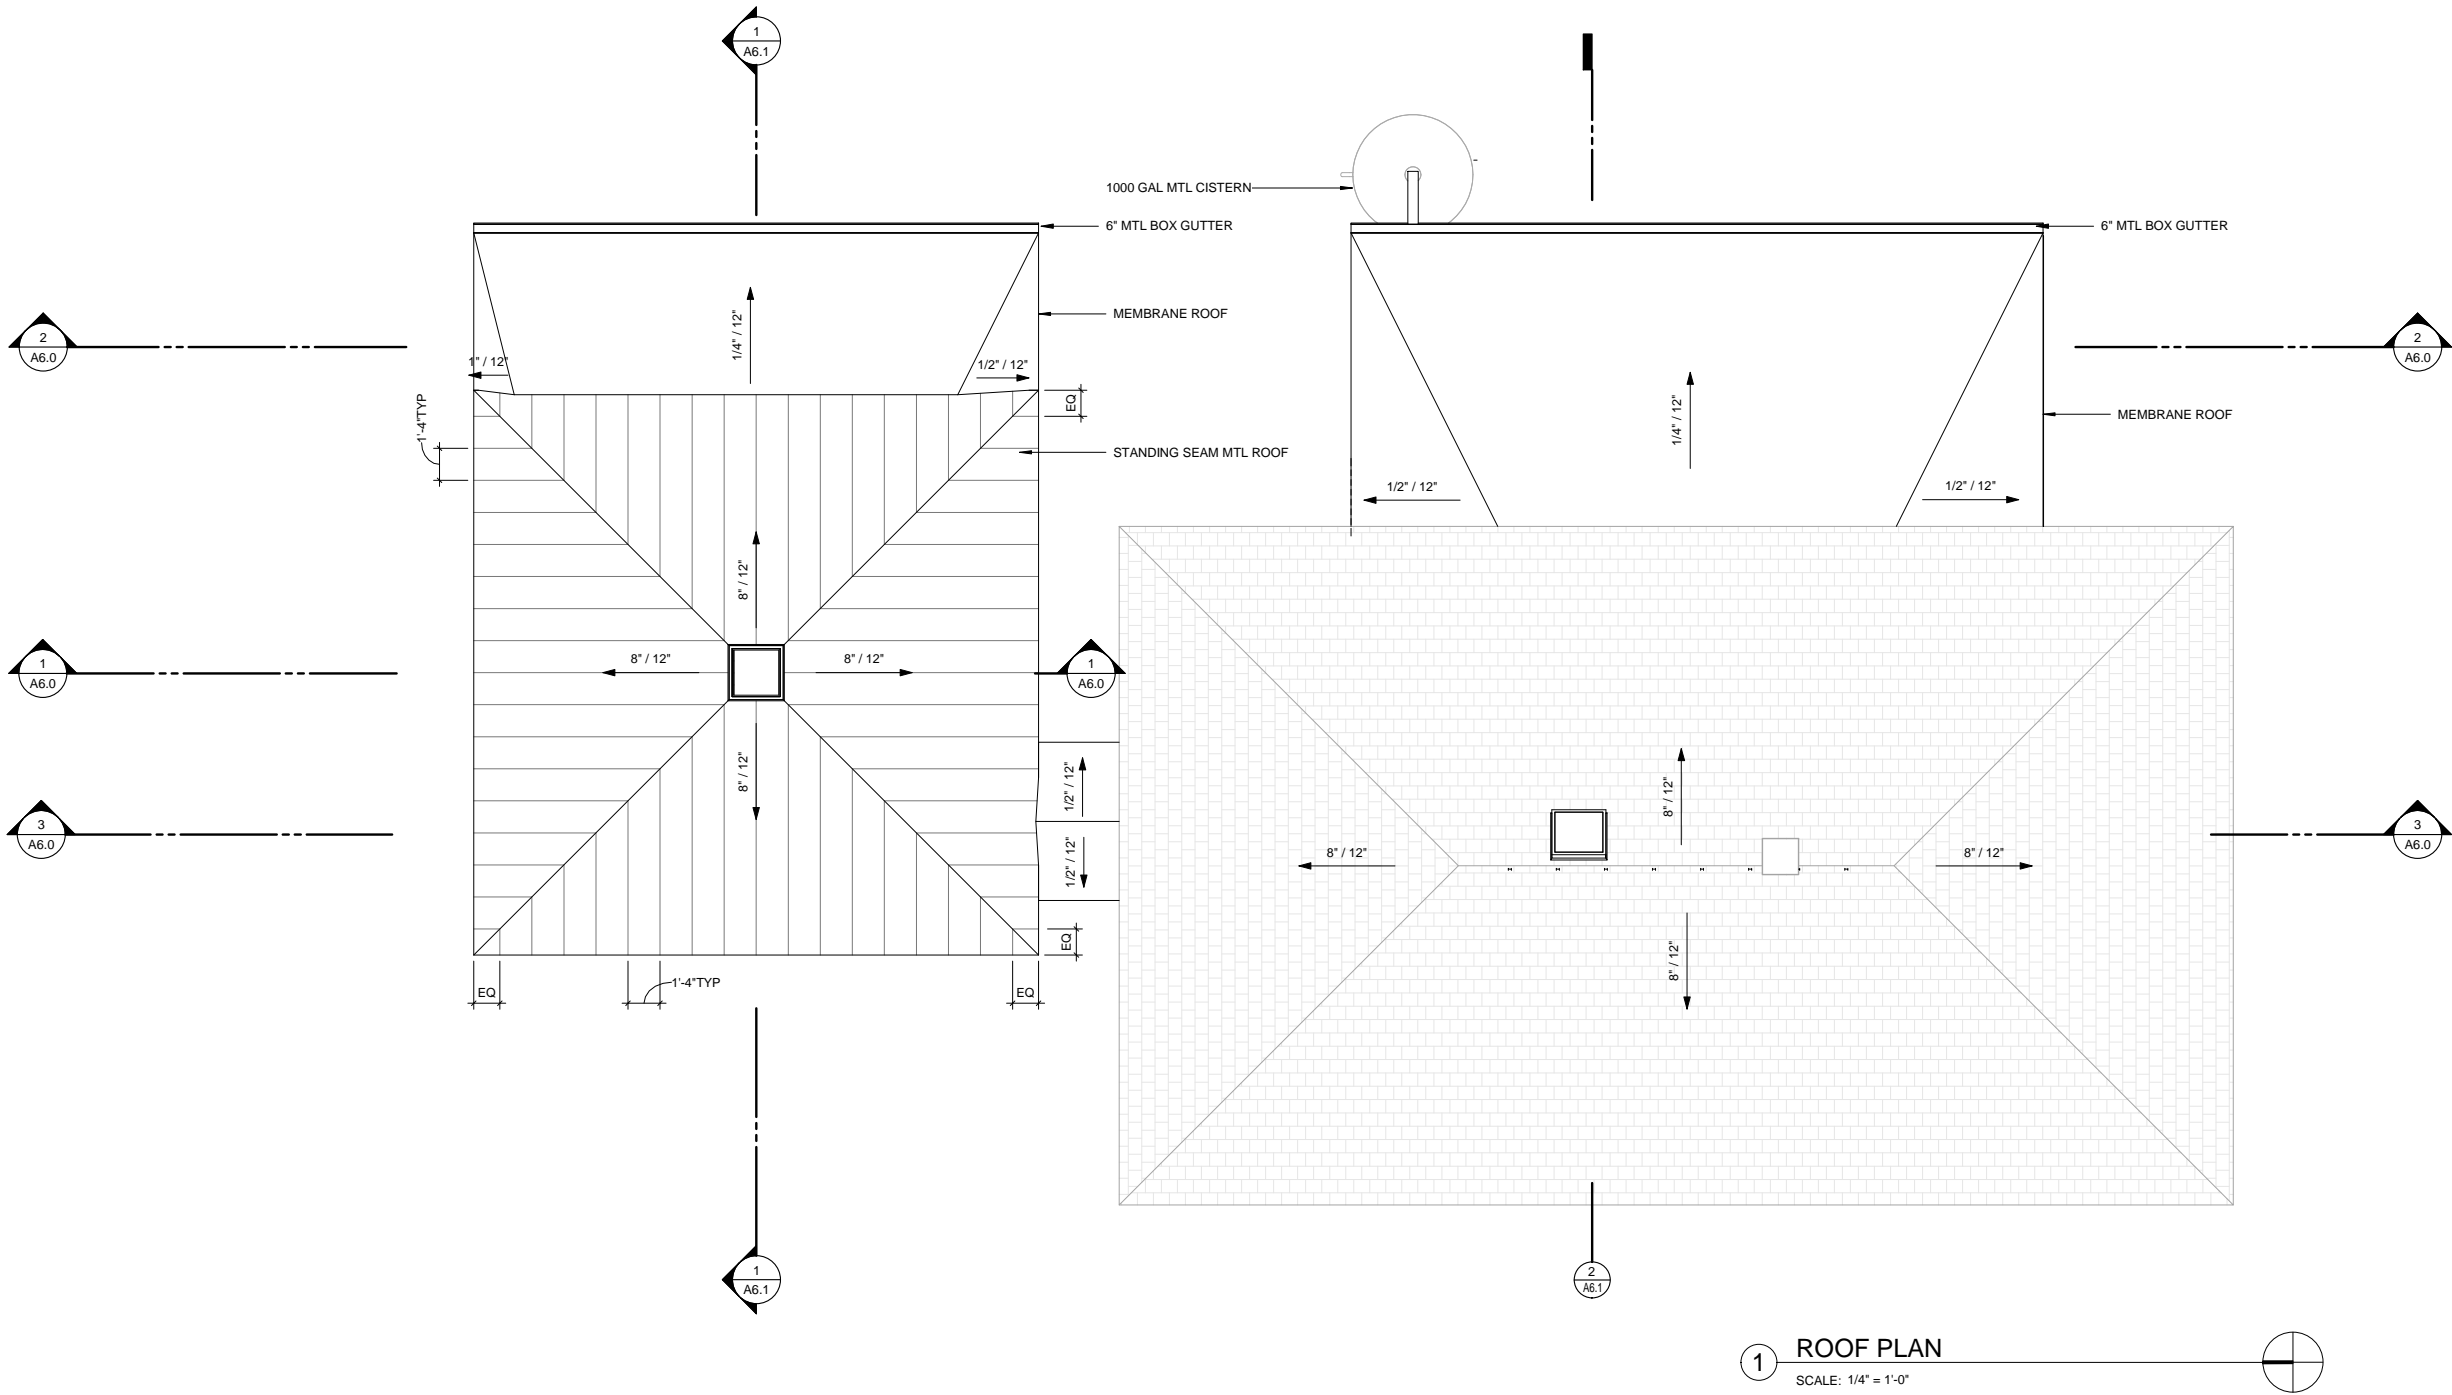 1
A6.1
1000 GAL MTL CISTERN
6" MTL BOX GUTTER
6" MTL BOX GUTTER
MEMBRANE ROOF
1/4" / 12"
2
A6.0
2
A6.0
1" / 12"
1/2" / 12"
EQ
1'-4"TYP
1/4" / 12"
MEMBRANE ROOF
STANDING SEAM MTL ROOF
1/2" / 12"
1/2" / 12"
8" / 12"
1
A6.0
8" / 12"
8" / 12"
1
A6.0
8" / 12"
1/2" / 12"
8" / 12"
3
A6.0
3
A6.0
1/2" / 12"
8" / 12"
8" / 12"
EQ
8" / 12"
EQ
1'-4"TYP
EQ
1
A6.1
2
A6.1
1
ROOF PLAN
SCALE: 1/4" = 1'-0"